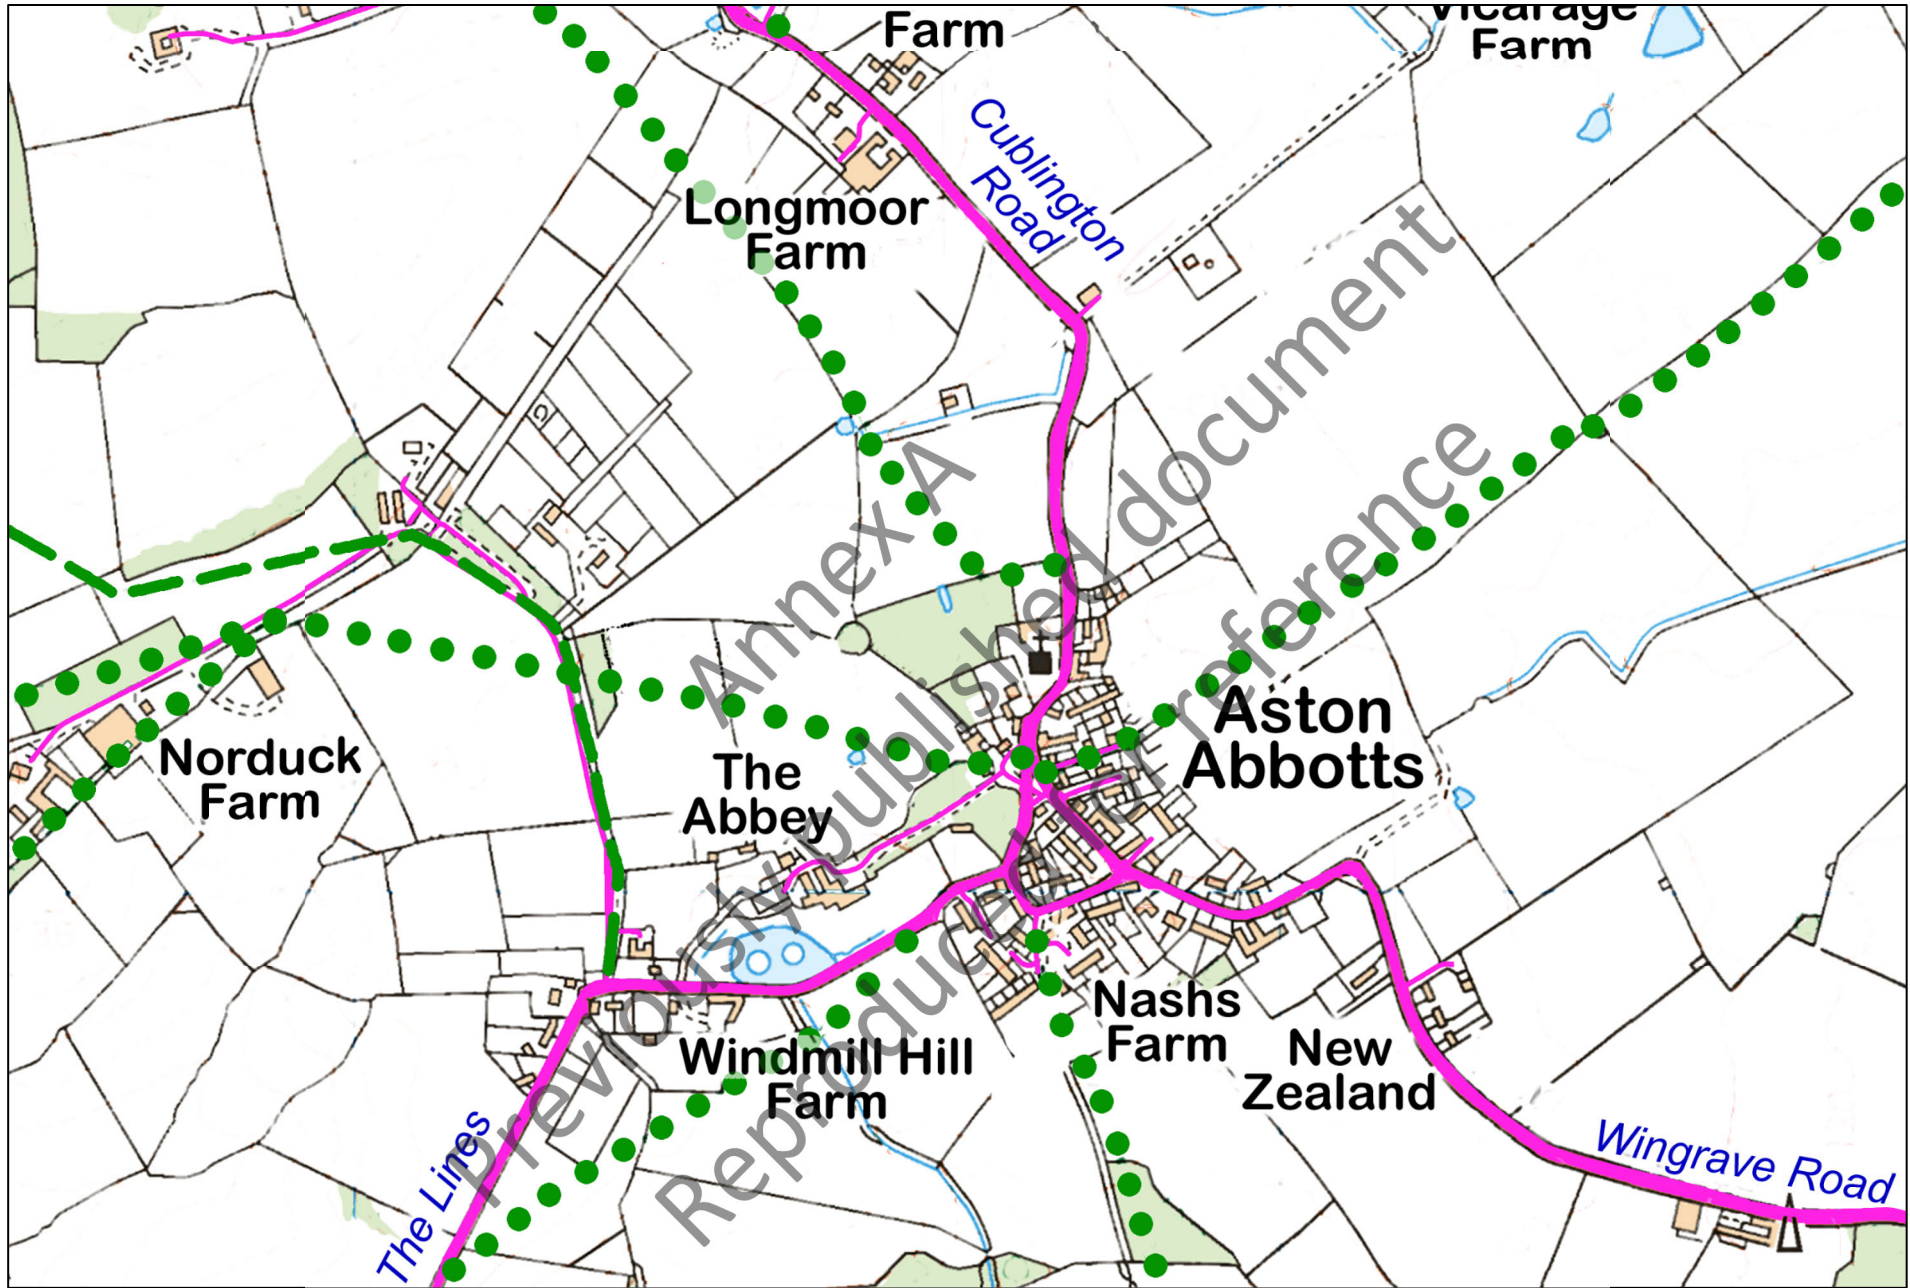 Farm
Vicarage
Farm
Cublington
Road
Longmoor
Farm
Norduck
Farm
The
Abbey
Aston
Abbotts
Nashs
Farm
New
Zealand
Windmill Hill
Farm
The Lines
Wingrave Road
Annex A
Previously published document
Reproduced for reference